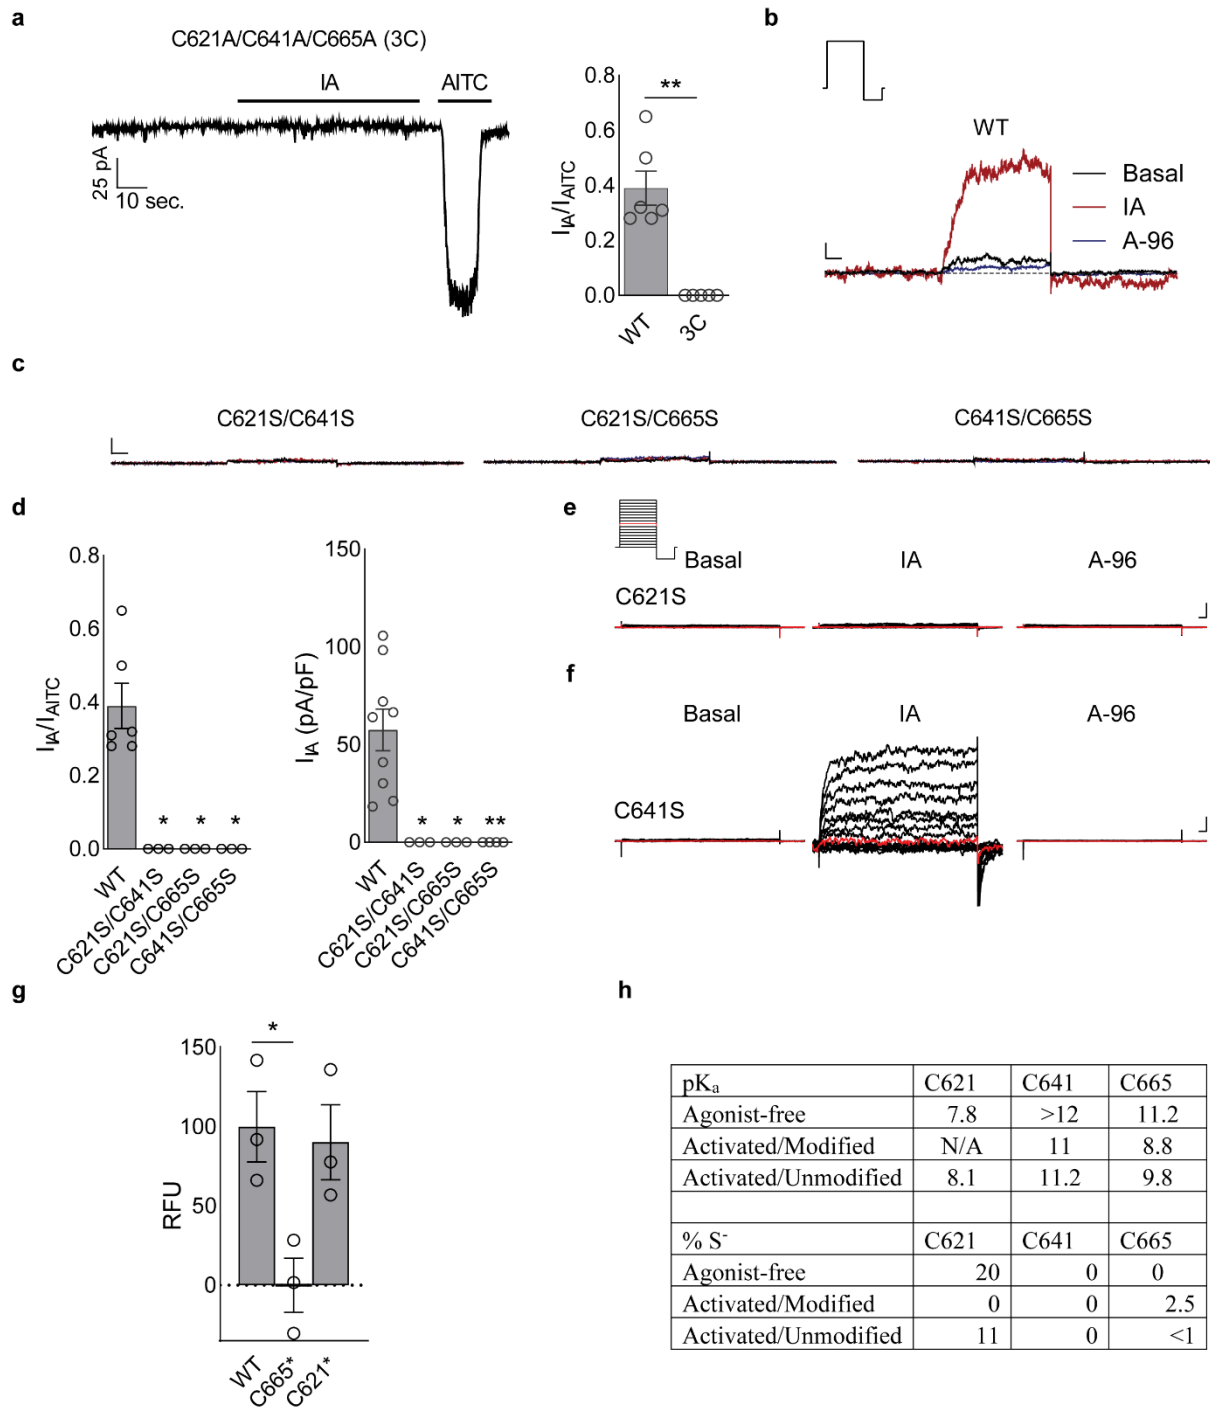 a
b
C621A/C641A/C665A (3C)
IA
AITC
25 pA
10 sec.
I_IA/I_AITC
0.8
0.6
0.4
0.2
0.0
**
WT
3C
WT
Basal
IA
A-96
c
C621S/C641S
C621S/C665S
C641S/C665S
d
I_IA/I_AITC
0.8
0.6
0.4
0.2
0.0
* * *
WT
C621S/C641S
C621S/C665S
C641S/C665S
I_IA (pA/pF)
150
100
50
0
* * **
WT
C621S/C641S
C621S/C665S
C641S/C665S
e
Basal IA A-96
C621S
f
Basal IA A-96
C641S
g
RFU
150
100
50
0
*
WT
C665*
C621*
h
pKₐ C621 C641 C665
Agonist-free 7.8 >12 11.2
Activated/Modified N/A 11 8.8
Activated/Unmodified 8.1 11.2 9.8
% S⁻ C621 C641 C665
Agonist-free 20 0 0
Activated/Modified 0 0 2.5
Activated/Unmodified 11 0 <1